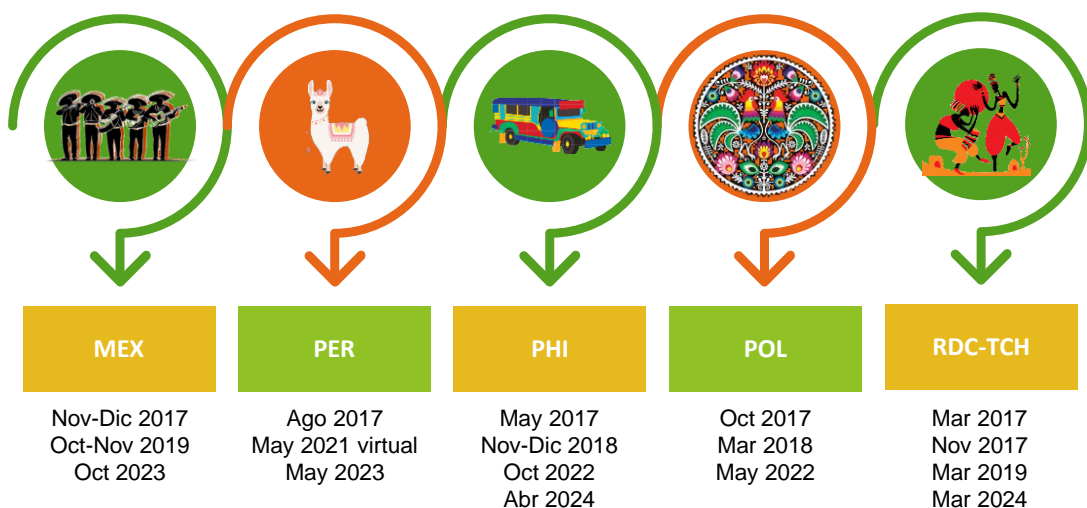 MEX
Nov-Dic 2017
Oct-Nov 2019
Oct 2023
PER
Ago 2017
May 2021 virtual
May 2023
PHI
May 2017
Nov-Dic 2018
Oct 2022
Abr 2024
POL
Oct 2017
Mar 2018
May 2022
RDC-TCH
Mar 2017
Nov 2017
Mar 2019
Mar 2024